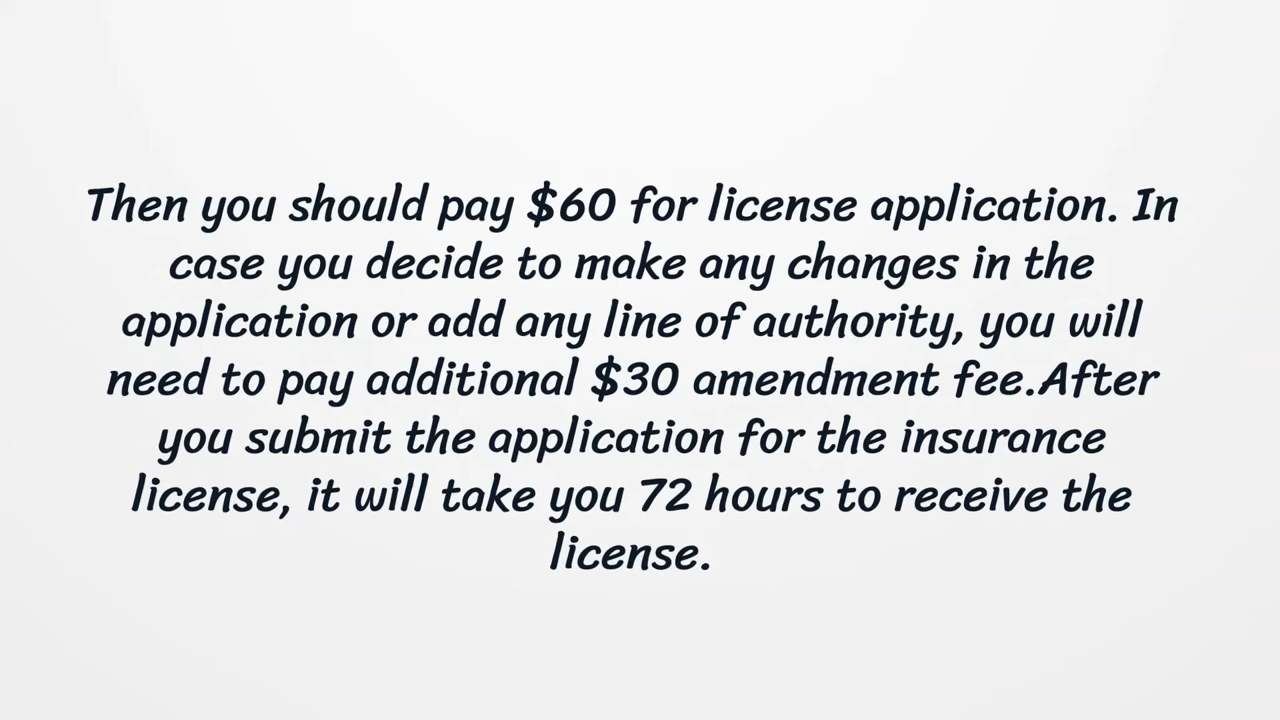 Then you should pay $60 for license application. In
case you decide to make any changes in the
application or add any line of authority, you will
need to pay additional $30 amendment fee.After
you submit the application for the insurance
license, it will take you 72 hours to receive the
license.